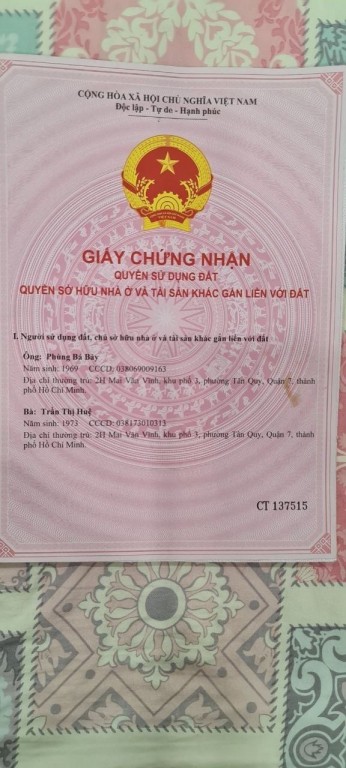 CỘNG HÒA XÃ HỘI CHỦ NGHĨA VIỆT NAM
Độc lập - Tự do - Hạnh phúc
GIẤY CHỨNG NHẬN
QUYỀN SỬ DỤNG ĐẤT
QUYỀN SỞ HỮU NHÀ Ở VÀ TÀI SẢN KHÁC GẮN LIỀN VỚI ĐẤT
I. Người sử dụng đất, chủ sở hữu nhà ở và tài sản khác gắn liền với đất
Ông: Phùng Bá Bảy
Năm sinh: 1969 CCCD: 038069009163
Địa chỉ thường trú: 2H Mai Văn Vĩnh, khu phố 3, phường Tân Quy, Quận 7, thành
phố Hồ Chí Minh.
Bà: Trần Thị Huệ
Năm sinh: 1973 CCCD: 038173010313
Địa chỉ thường trú: 2H Mai Văn Vĩnh, khu phố 3, phường Tân Quy, Quận 7, thành
phố Hồ Chí Minh.
CT 137515